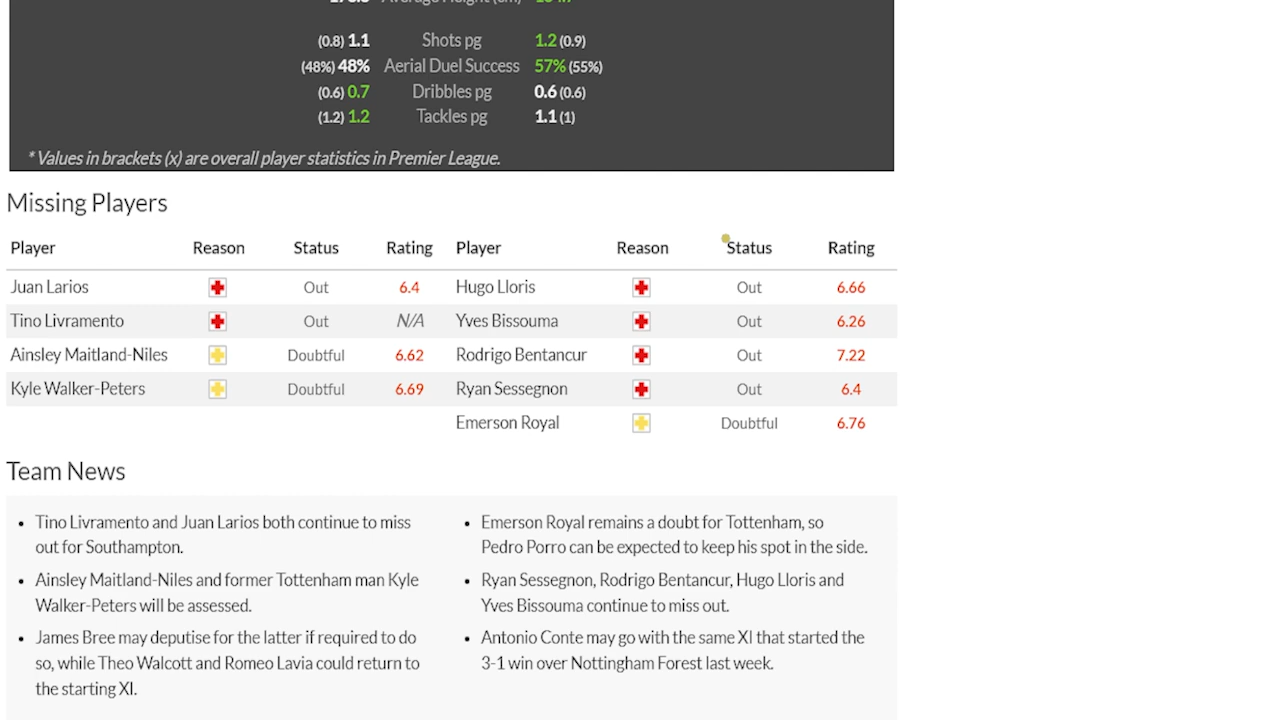 (0.8) 1.1 Shots pg 1.2 (0.9)
(48%) 48% Aerial Duel Success 57% (55%)
(0.6) 0.7 Dribbles pg 0.6 (0.6)
(1.2) 1.2 Tackles pg 1.1 (1)
* Values in brackets (x) are overall player statistics in Premier League.
Missing Players
Player Reason Status Rating Player Reason Status Rating
Juan Larios Out 6.4 Hugo Lloris Out 6.66
Tino Livramento Out N/A Yves Bissouma Out 6.26
Ainsley Maitland-Niles Doubtful 6.62 Rodrigo Bentancur Out 7.22
Kyle Walker-Peters Doubtful 6.69 Ryan Sessegnon Out 6.4
Emerson Royal Doubtful 6.76
Team News
• Tino Livramento and Juan Larios both continue to miss
out for Southampton.
• Ainsley Maitland-Niles and former Tottenham man Kyle
Walker-Peters will be assessed.
• James Bree may deputise for the latter if required to do
so, while Theo Walcott and Romeo Lavia could return to
the starting XI.
• Emerson Royal remains a doubt for Tottenham, so
Pedro Porro can be expected to keep his spot in the side.
• Ryan Sessegnon, Rodrigo Bentancur, Hugo Lloris and
Yves Bissouma continue to miss out.
• Antonio Conte may go with the same XI that started the
3-1 win over Nottingham Forest last week.